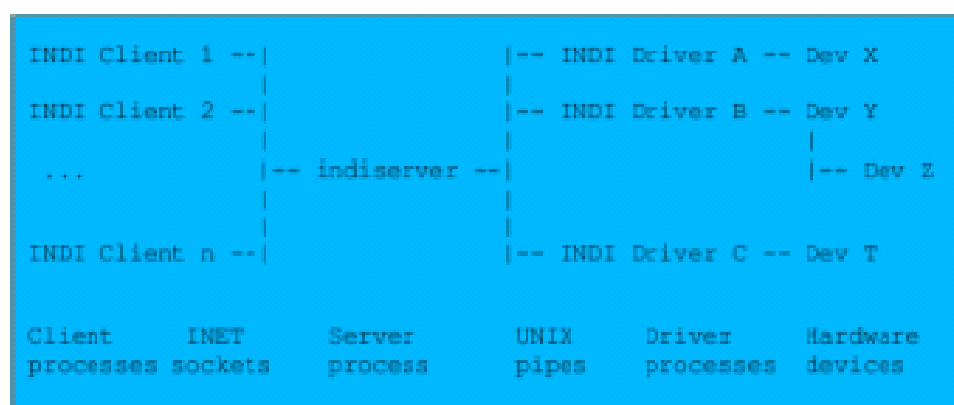 INDI Client 1 --|                 |-- INDI Driver A -- Dev X
                |                 |
INDI Client 2 --|                 |-- INDI Driver B -- Dev Y
                |                 |                    |
 ...            |-- indiserver --|                    |-- Dev Z
                |                 |
                |                 |
INDI Client n --|                 |-- INDI Driver C -- Dev T
Client     INET      Server       UNIX     Driver     Hardware
processes sockets    process      pipes    processes  devices